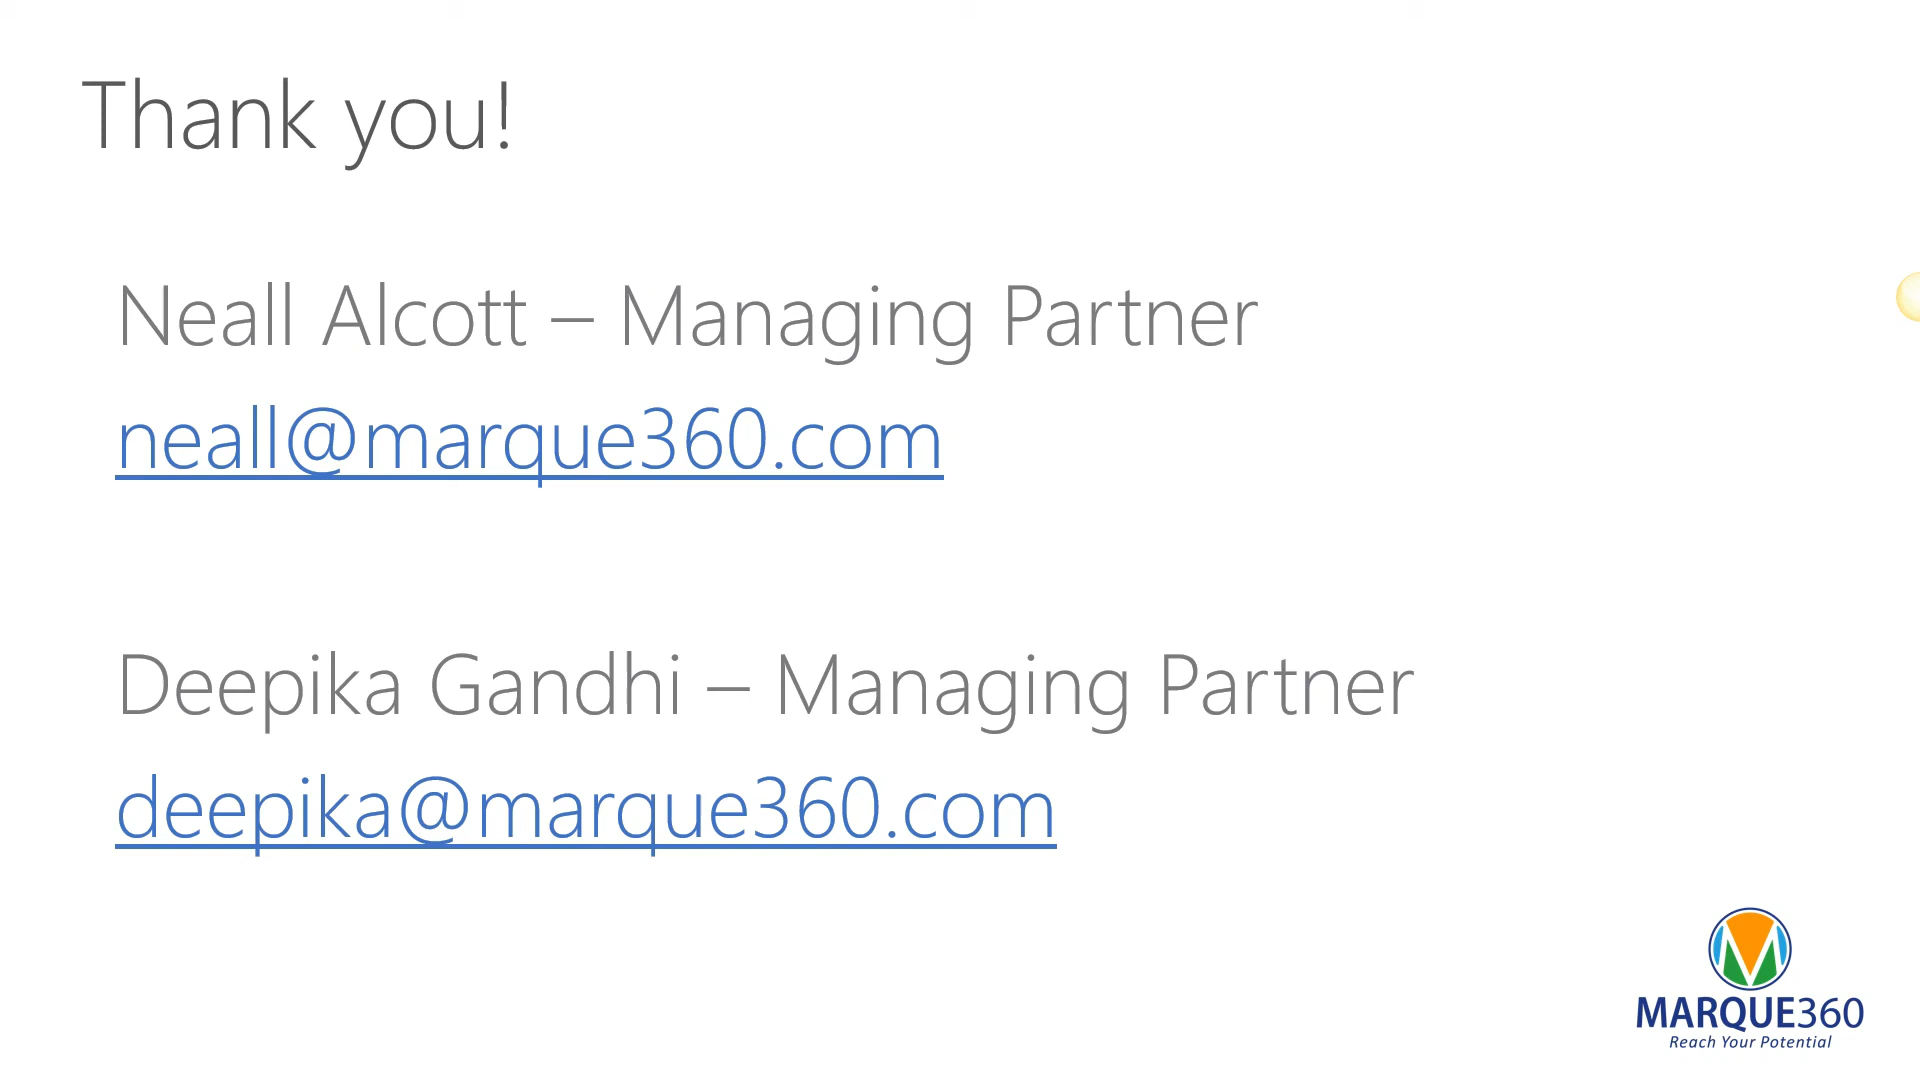 Thank you!
Neall Alcott – Managing Partner
neall@marque360.com
Deepika Gandhi – Managing Partner
deepika@marque360.com
MARQUE360
Reach Your Potential